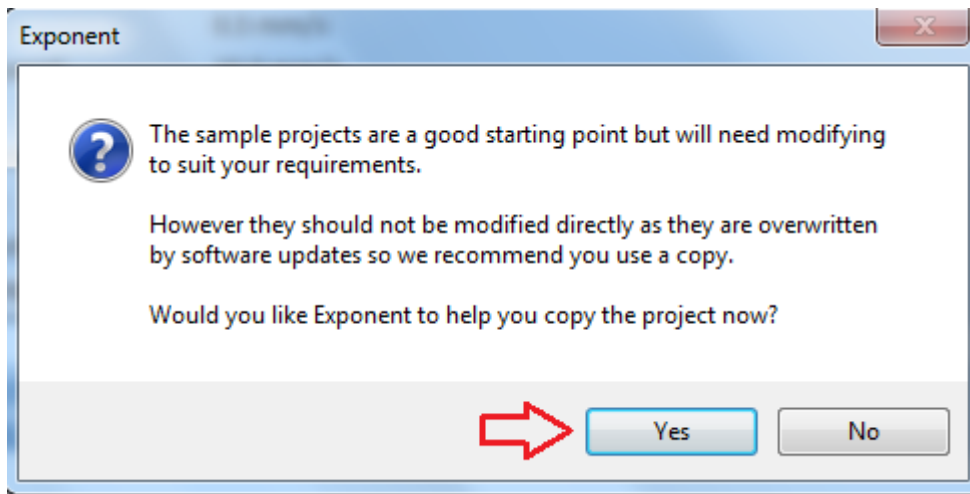 Exponent
The sample projects are a good starting point but will need modifying
to suit your requirements.
However they should not be modified directly as they are overwritten
by software updates so we recommend you use a copy.
Would you like Exponent to help you copy the project now?
Yes
No